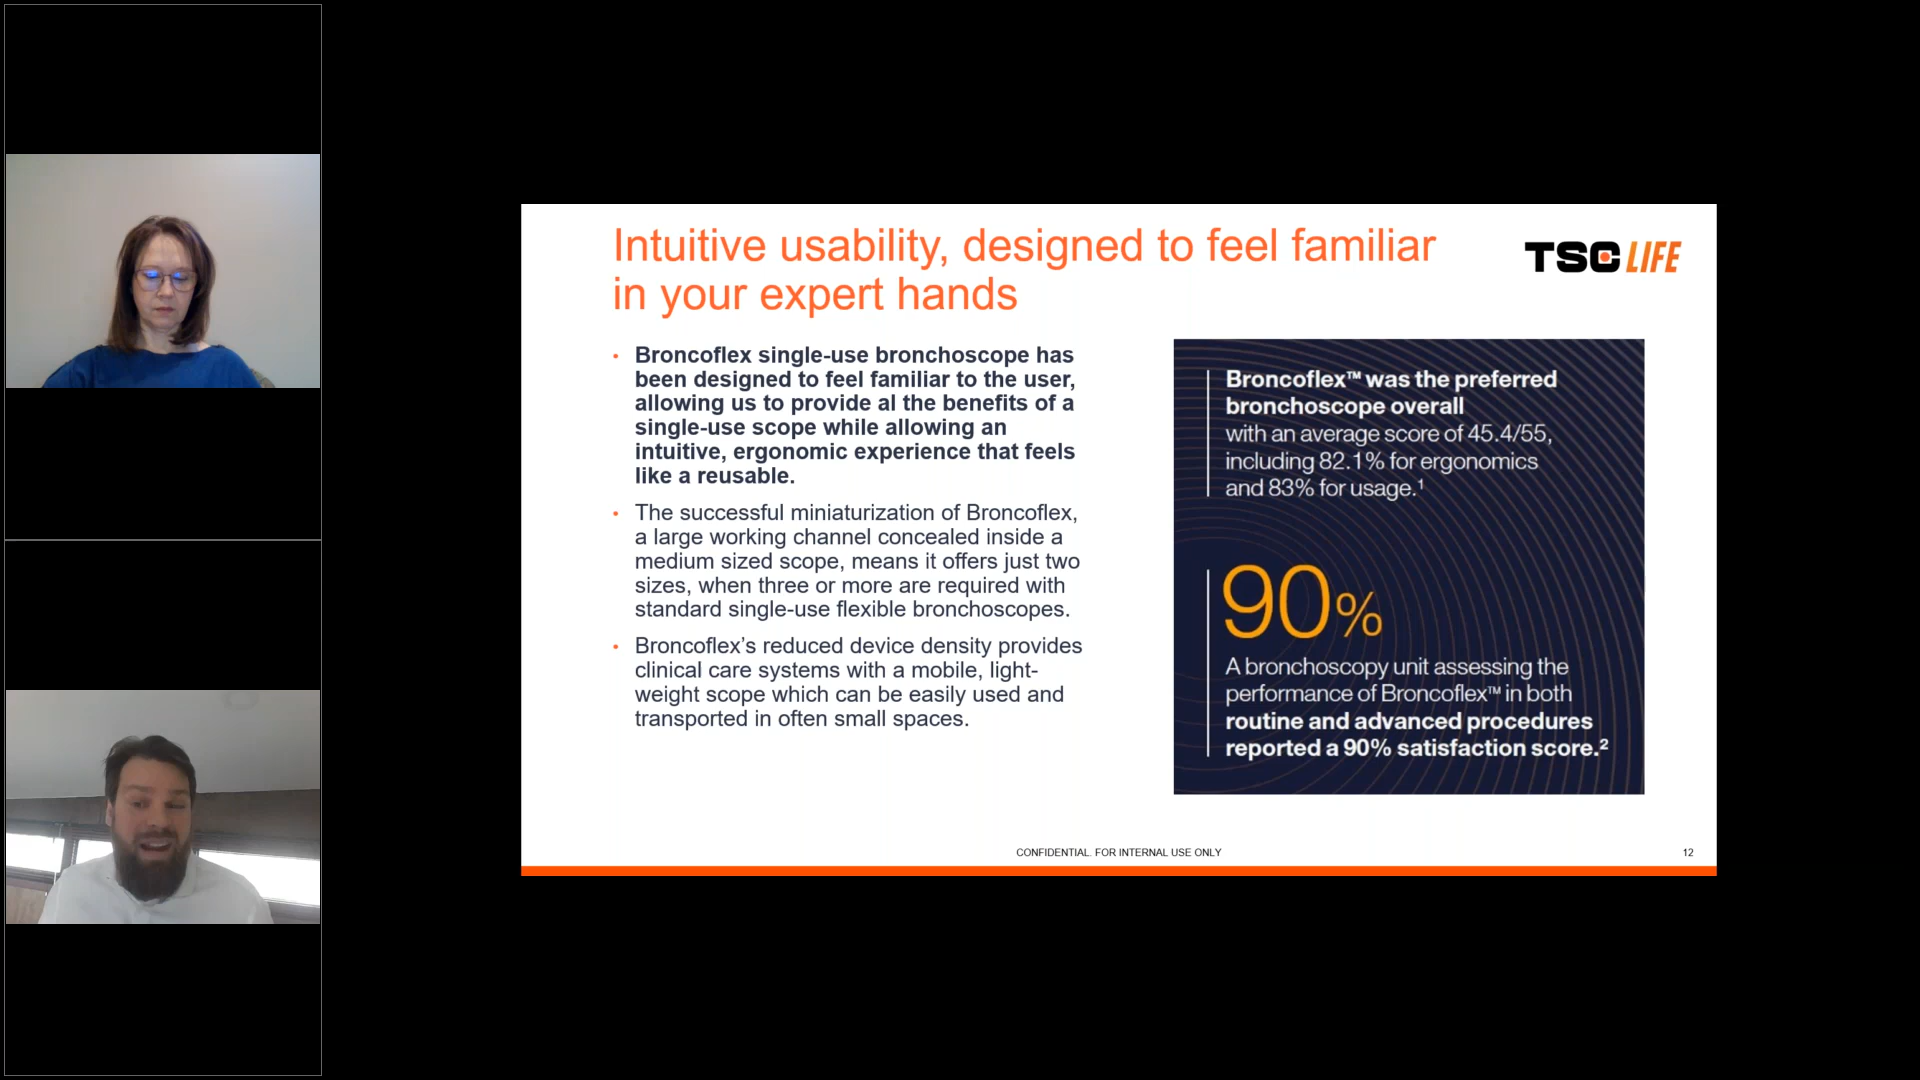 Intuitive usability, designed to feel familiar
in your expert hands
TSC LIFE
• Broncoflex single-use bronchoscope has
been designed to feel familiar to the user,
allowing us to provide al the benefits of a
single-use scope while allowing an
intuitive, ergonomic experience that feels
like a reusable.
• The successful miniaturization of Broncoflex,
a large working channel concealed inside a
medium sized scope, means it offers just two
sizes, when three or more are required with
standard single-use flexible bronchoscopes.
• Broncoflex’s reduced device density provides
clinical care systems with a mobile, light-
weight scope which can be easily used and
transported in often small spaces.
Broncoflex™ was the preferred
bronchoscope overall
with an average score of 45.4/55,
including 82.1% for ergonomics
and 83% for usage.¹
90%
A bronchoscopy unit assessing the
performance of Broncoflex™ in both
routine and advanced procedures
reported a 90% satisfaction score.²
CONFIDENTIAL. FOR INTERNAL USE ONLY
12